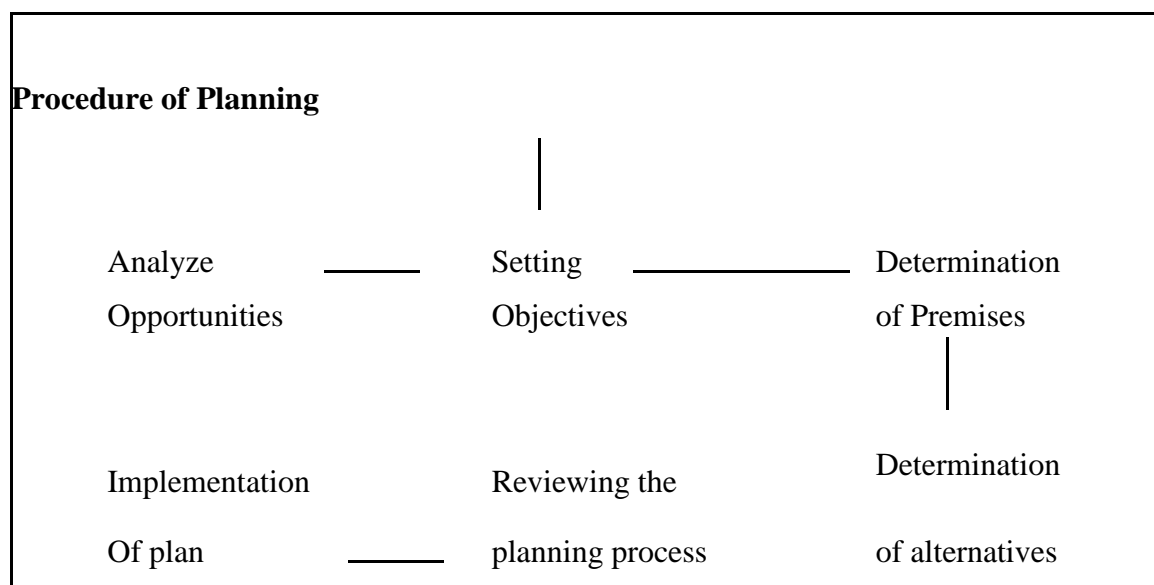 Procedure of Planning
Analyze Setting Determination
Opportunities Objectives of Premises
Determination
Implementation Reviewing the
Of plan planning process of alternatives